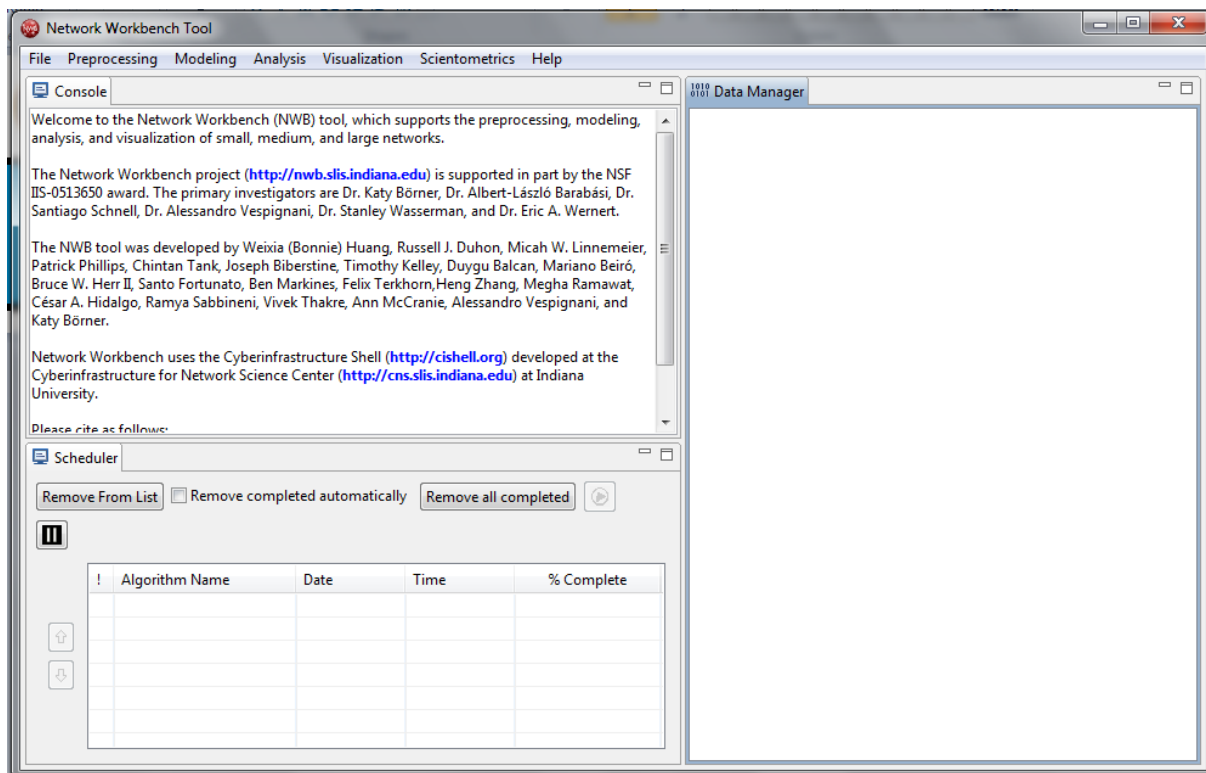 Network Workbench Tool
File Preprocessing Modeling Analysis Visualization Scientometrics Help
Console
Welcome to the Network Workbench (NWB) tool, which supports the preprocessing, modeling,
analysis, and visualization of small, medium, and large networks.
The Network Workbench project (http://nwb.slis.indiana.edu) is supported in part by the NSF
IIS-0513650 award. The primary investigators are Dr. Katy Börner, Dr. Albert-László Barabási, Dr.
Santiago Schnell, Dr. Alessandro Vespignani, Dr. Stanley Wasserman, and Dr. Eric A. Wernert.
The NWB tool was developed by Weixia (Bonnie) Huang, Russell J. Duhon, Micah W. Linnemeier,
Patrick Phillips, Chintan Tank, Joseph Biberstine, Timothy Kelley, Duygu Balcan, Mariano Beiró,
Bruce W. Herr II, Santo Fortunato, Ben Markines, Felix Terkhorn,Heng Zhang, Megha Ramawat,
César A. Hidalgo, Ramya Sabbineni, Vivek Thakre, Ann McCranie, Alessandro Vespignani, and
Katy Börner.
Network Workbench uses the Cyberinfrastructure Shell (http://cishell.org) developed at the
Cyberinfrastructure for Network Science Center (http://cns.slis.indiana.edu) at Indiana
University.
Please cite as follows:
Scheduler
Remove From List Remove completed automatically Remove all completed
! Algorithm Name Date Time % Complete
1010
0101 Data Manager